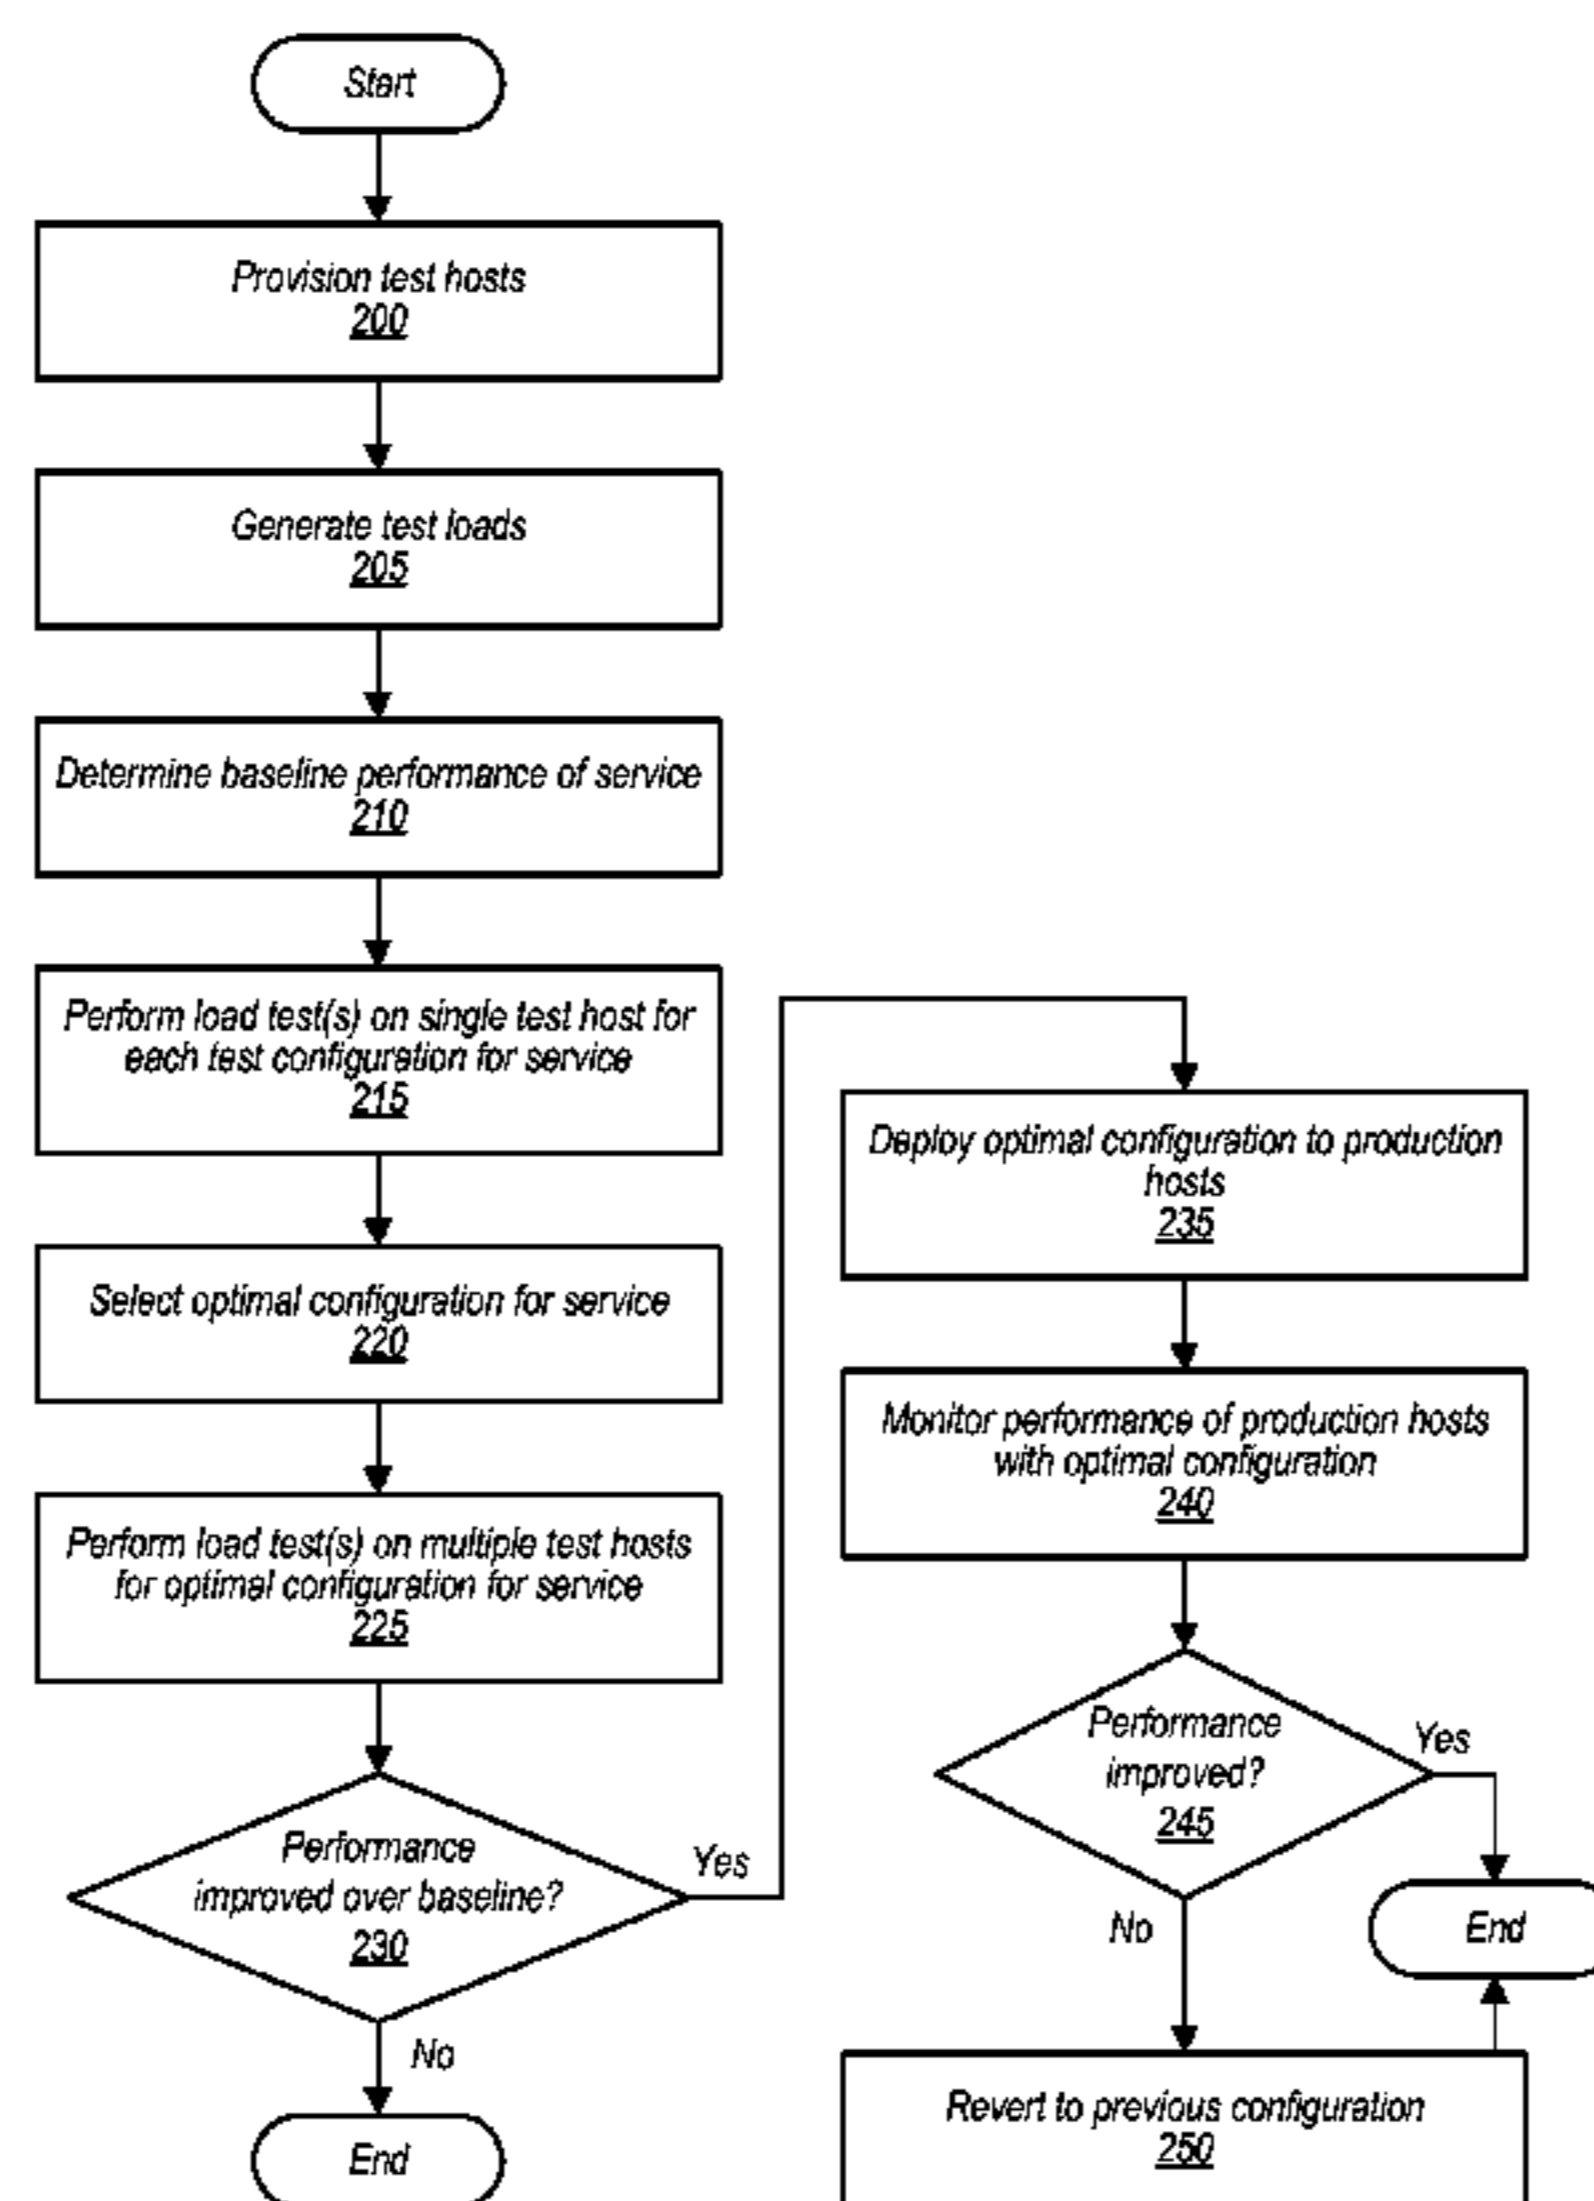 Start
Provision test hosts
200
Generate test loads
205
Determine baseline performance of service
210
Perform load test(s) on single test host for
each test configuration for service
215
Select optimal configuration for service
220
Perform load test(s) on multiple test hosts
for optimal configuration for service
225
Performance
improved over baseline?
230
Yes
No
End
Deploy optimal configuration to production
hosts
235
Monitor performance of production hosts
with optimal configuration
240
Performance
improved?
245
Yes
No
End
Revert to previous configuration
250